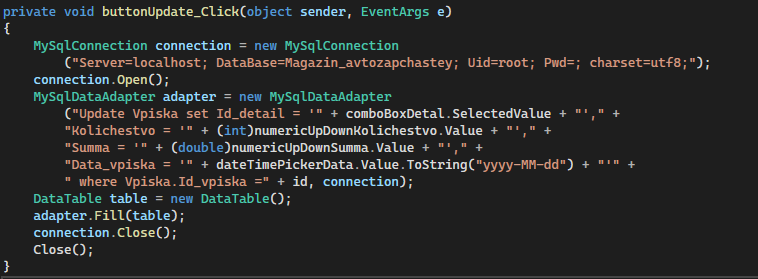 private void buttonUpdate_Click(object sender, EventArgs e)
{
    MySqlConnection connection = new MySqlConnection
        ("Server=localhost; DataBase=Magazin_avtozapchastey; Uid=root; Pwd=; charset=utf8;");
    connection.Open();
    MySqlDataAdapter adapter = new MySqlDataAdapter
        ("Update Vpiska set Id_detail = '" + comboBoxDetal.SelectedValue + "'," +
        "Kolichestvo = '" + (int)numericUpDownKolichestvo.Value + "'," +
        "Summa = '" + (double)numericUpDownSumma.Value + "'," +
        "Data_vpiska = '" + dateTimePickerData.Value.ToString("yyyy-MM-dd") + "'" +
        " where Vpiska.Id_vpiska =" + id, connection);
    DataTable table = new DataTable();
    adapter.Fill(table);
    connection.Close();
    Close();
}